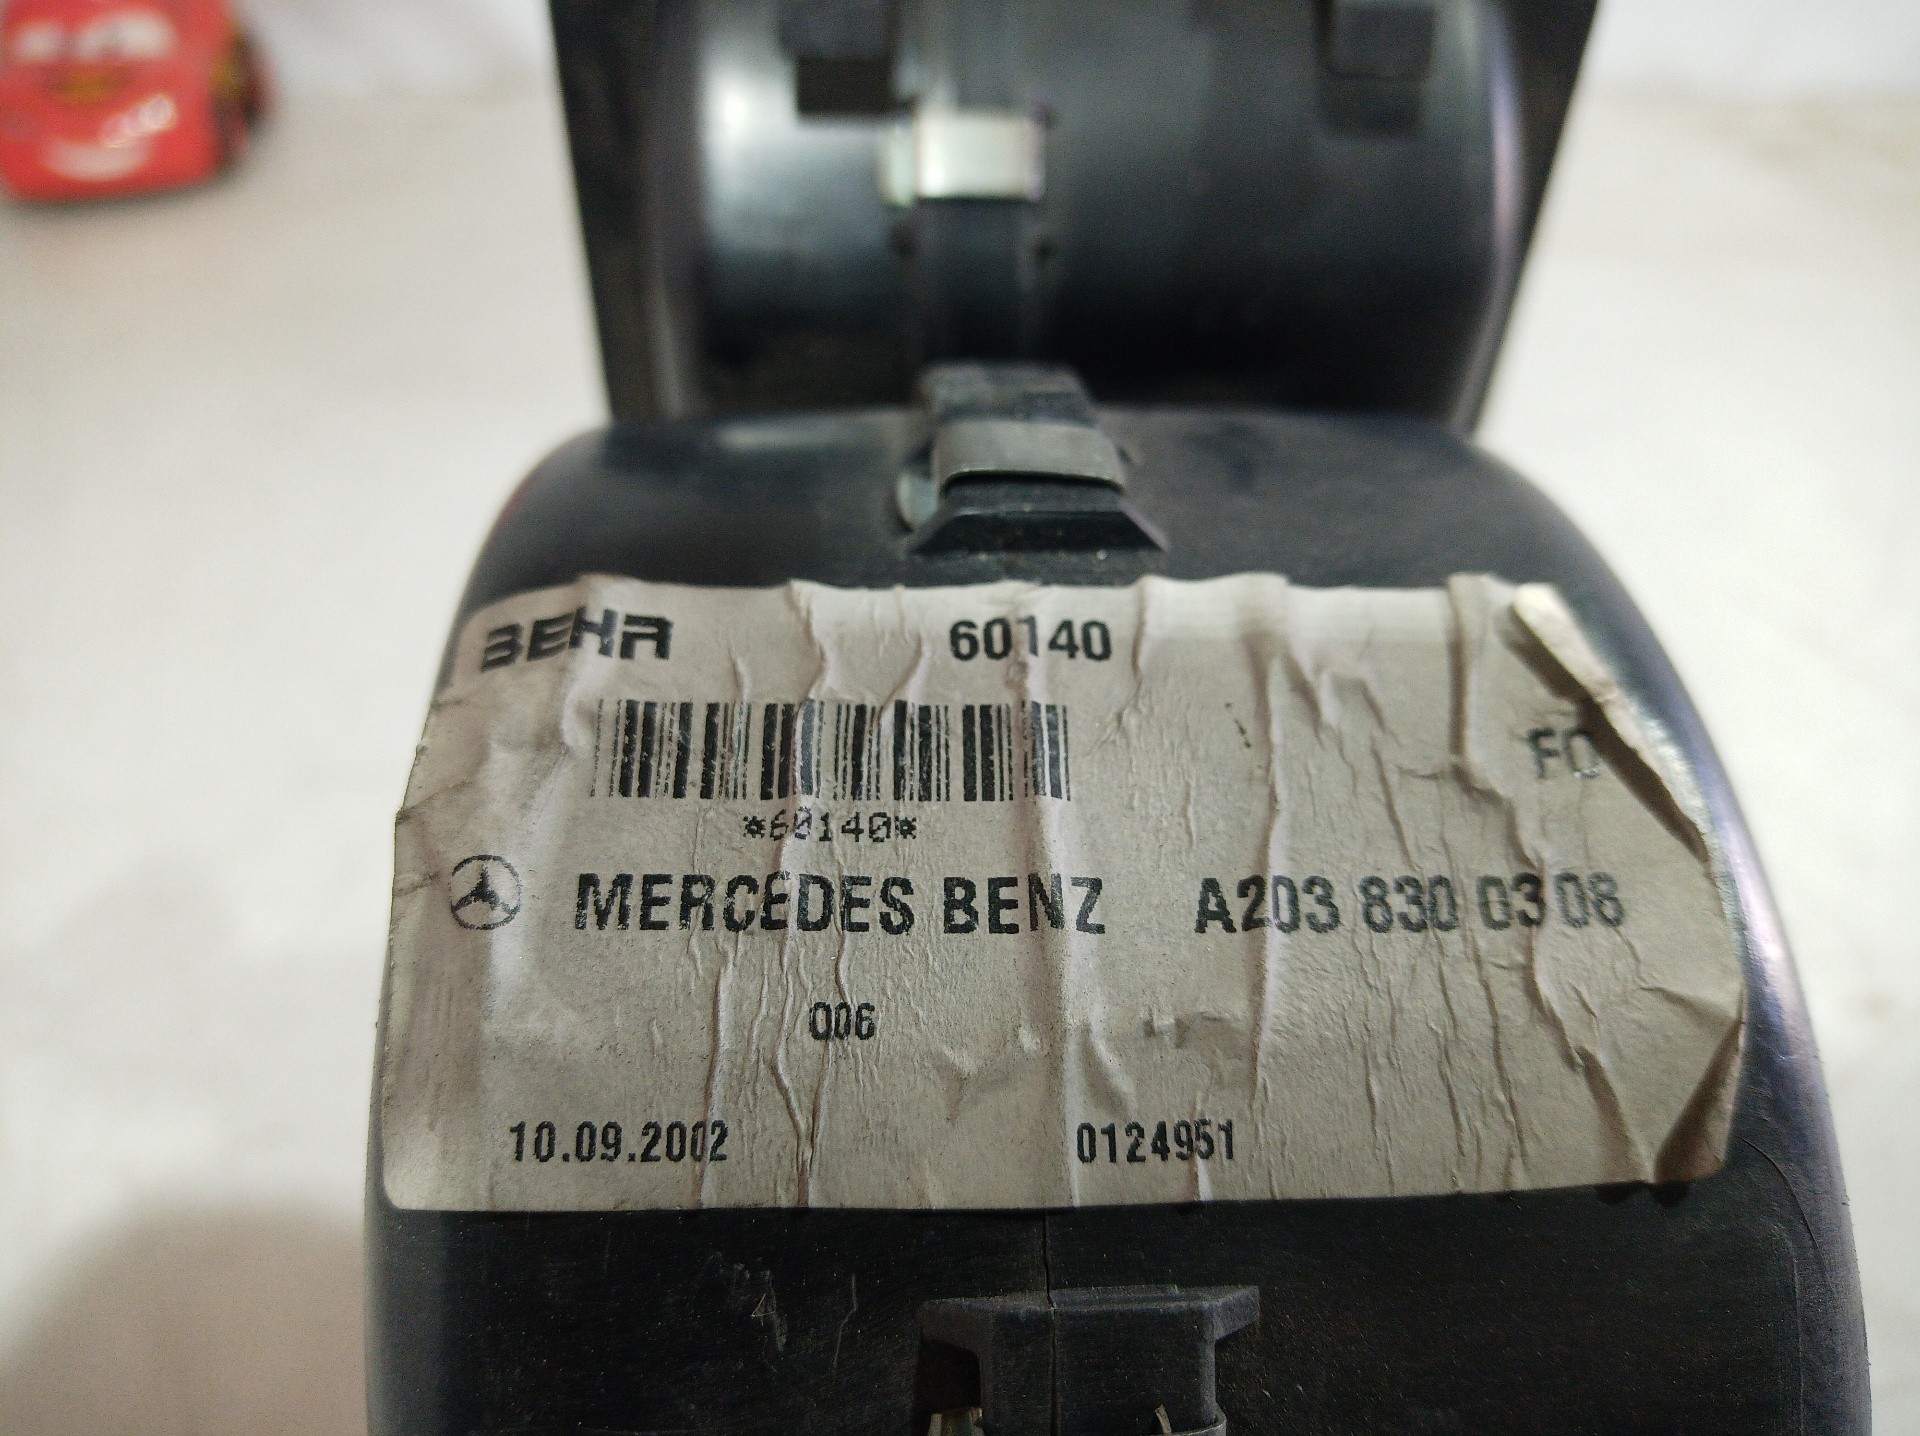 BEHR 60140
FO
*60140*
MERCEDES BENZ A203 830 03 08
006
10.09.2002 0124951